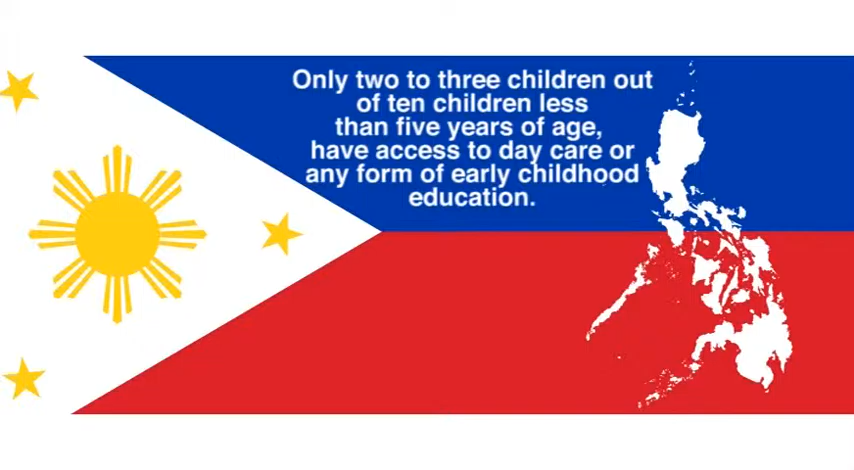 Only two to three children out
of ten children less
than five years of age,
have access to day care or
any form of early childhood
education.